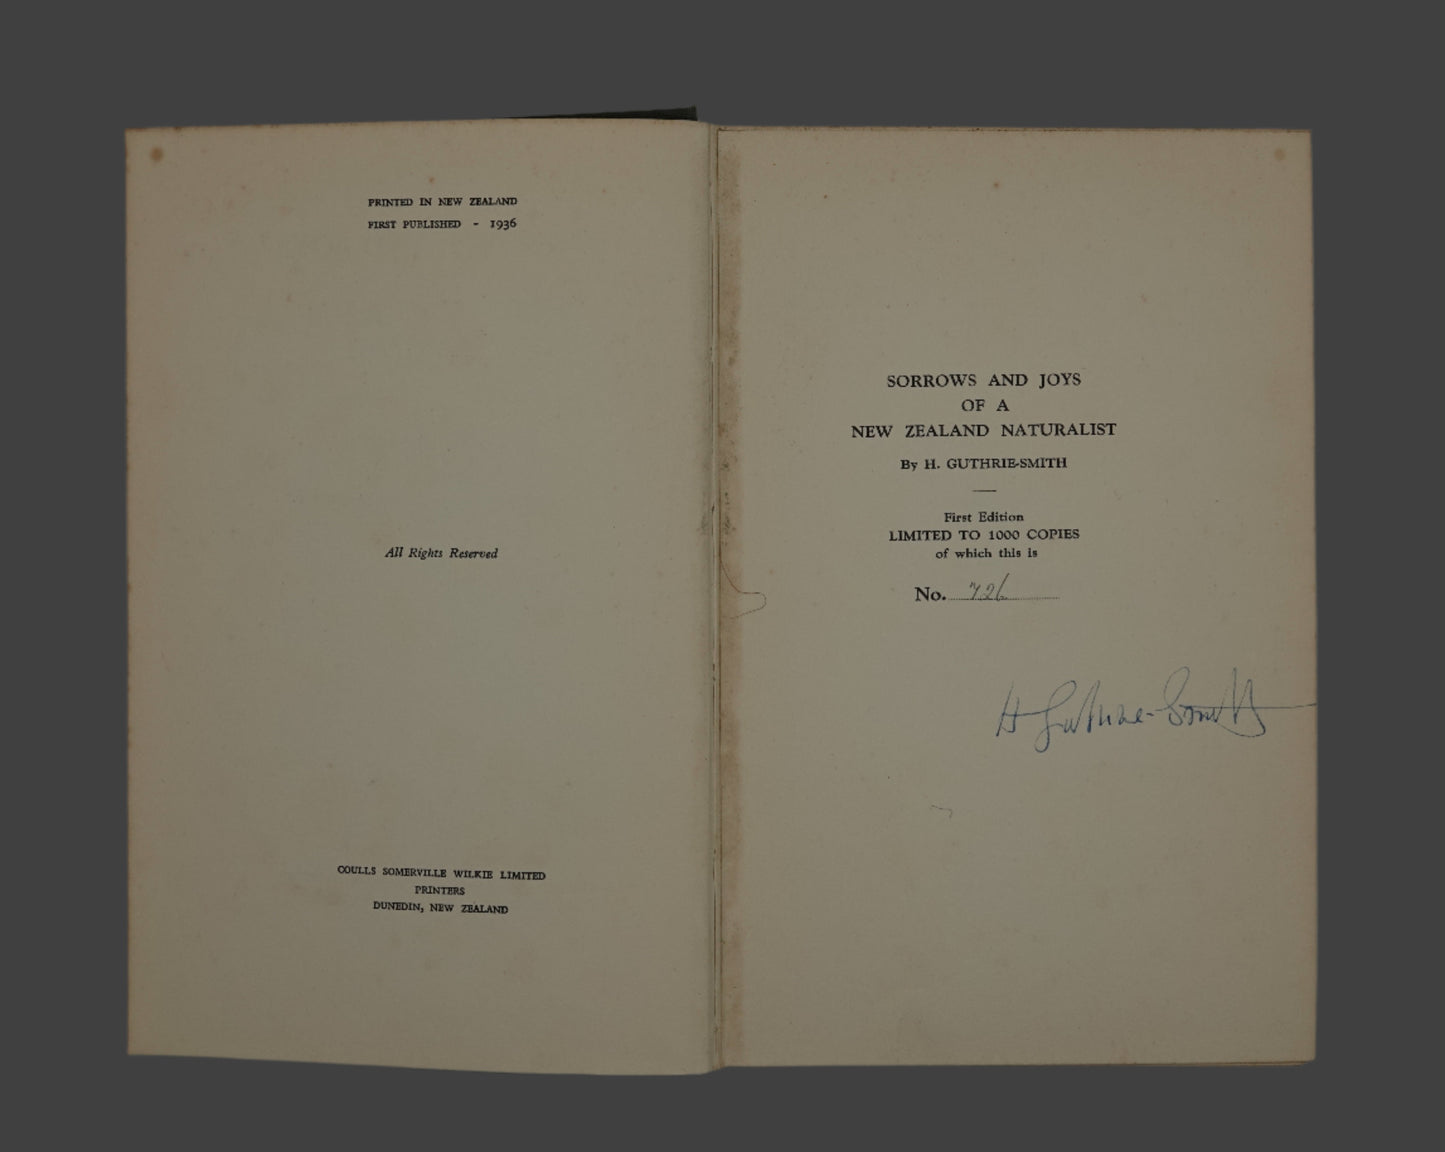 PRINTED IN NEW ZEALAND
FIRST PUBLISHED - 1936
All Rights Reserved
COULLS SOMERVILLE WILKIE LIMITED
PRINTERS
DUNEDIN, NEW ZEALAND
SORROWS AND JOYS
OF A
NEW ZEALAND NATURALIST
By H. GUTHRIE-SMITH
First Edition
LIMITED TO 1000 COPIES
of which this is
No. 726
H Guthrie-Smith